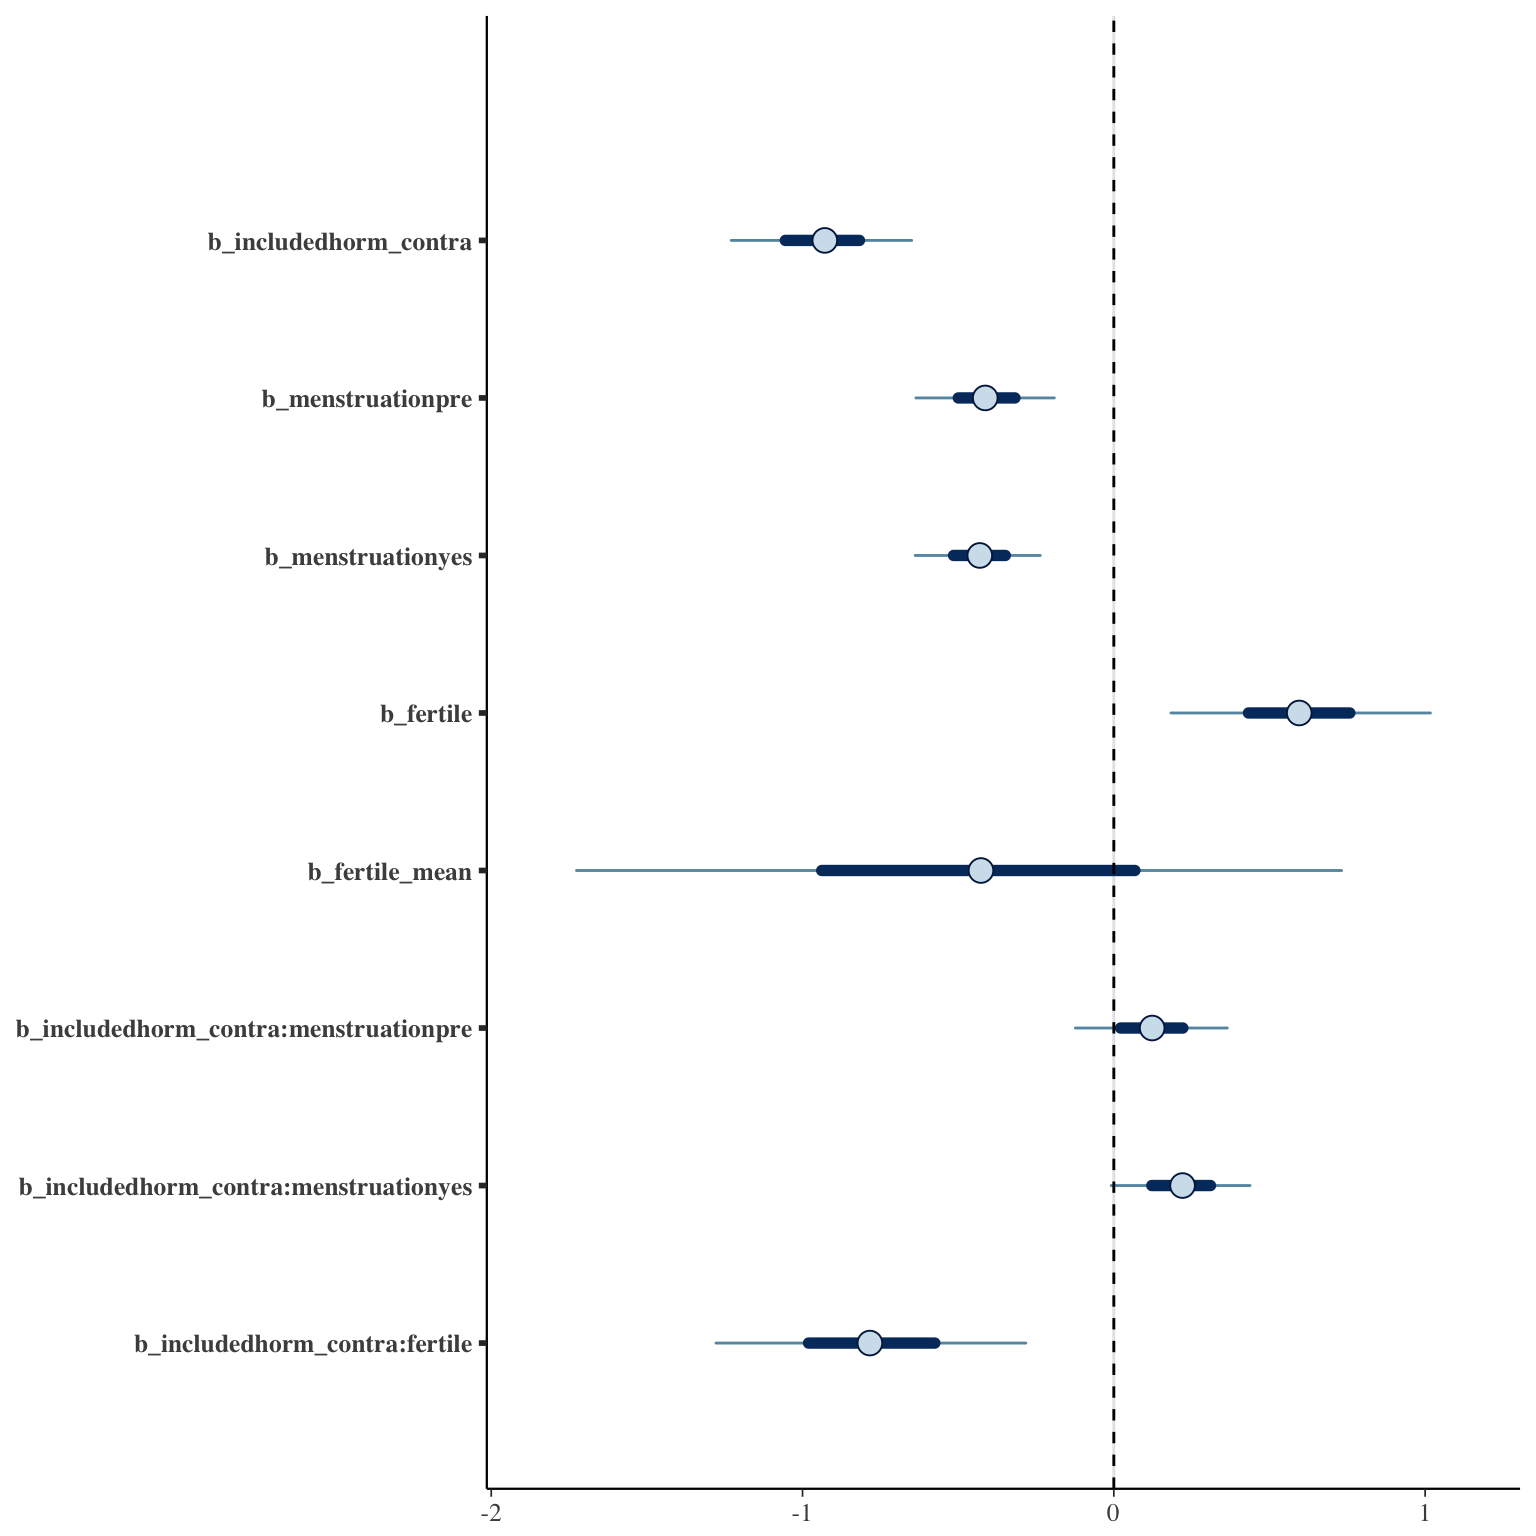 b_includedhorm_contra
b_menstruationpre
b_menstruationyes
b_fertile
b_fertile_mean
b_includedhorm_contra:menstruationpre
b_includedhorm_contra:menstruationyes
b_includedhorm_contra:fertile
-2 -1 0 1